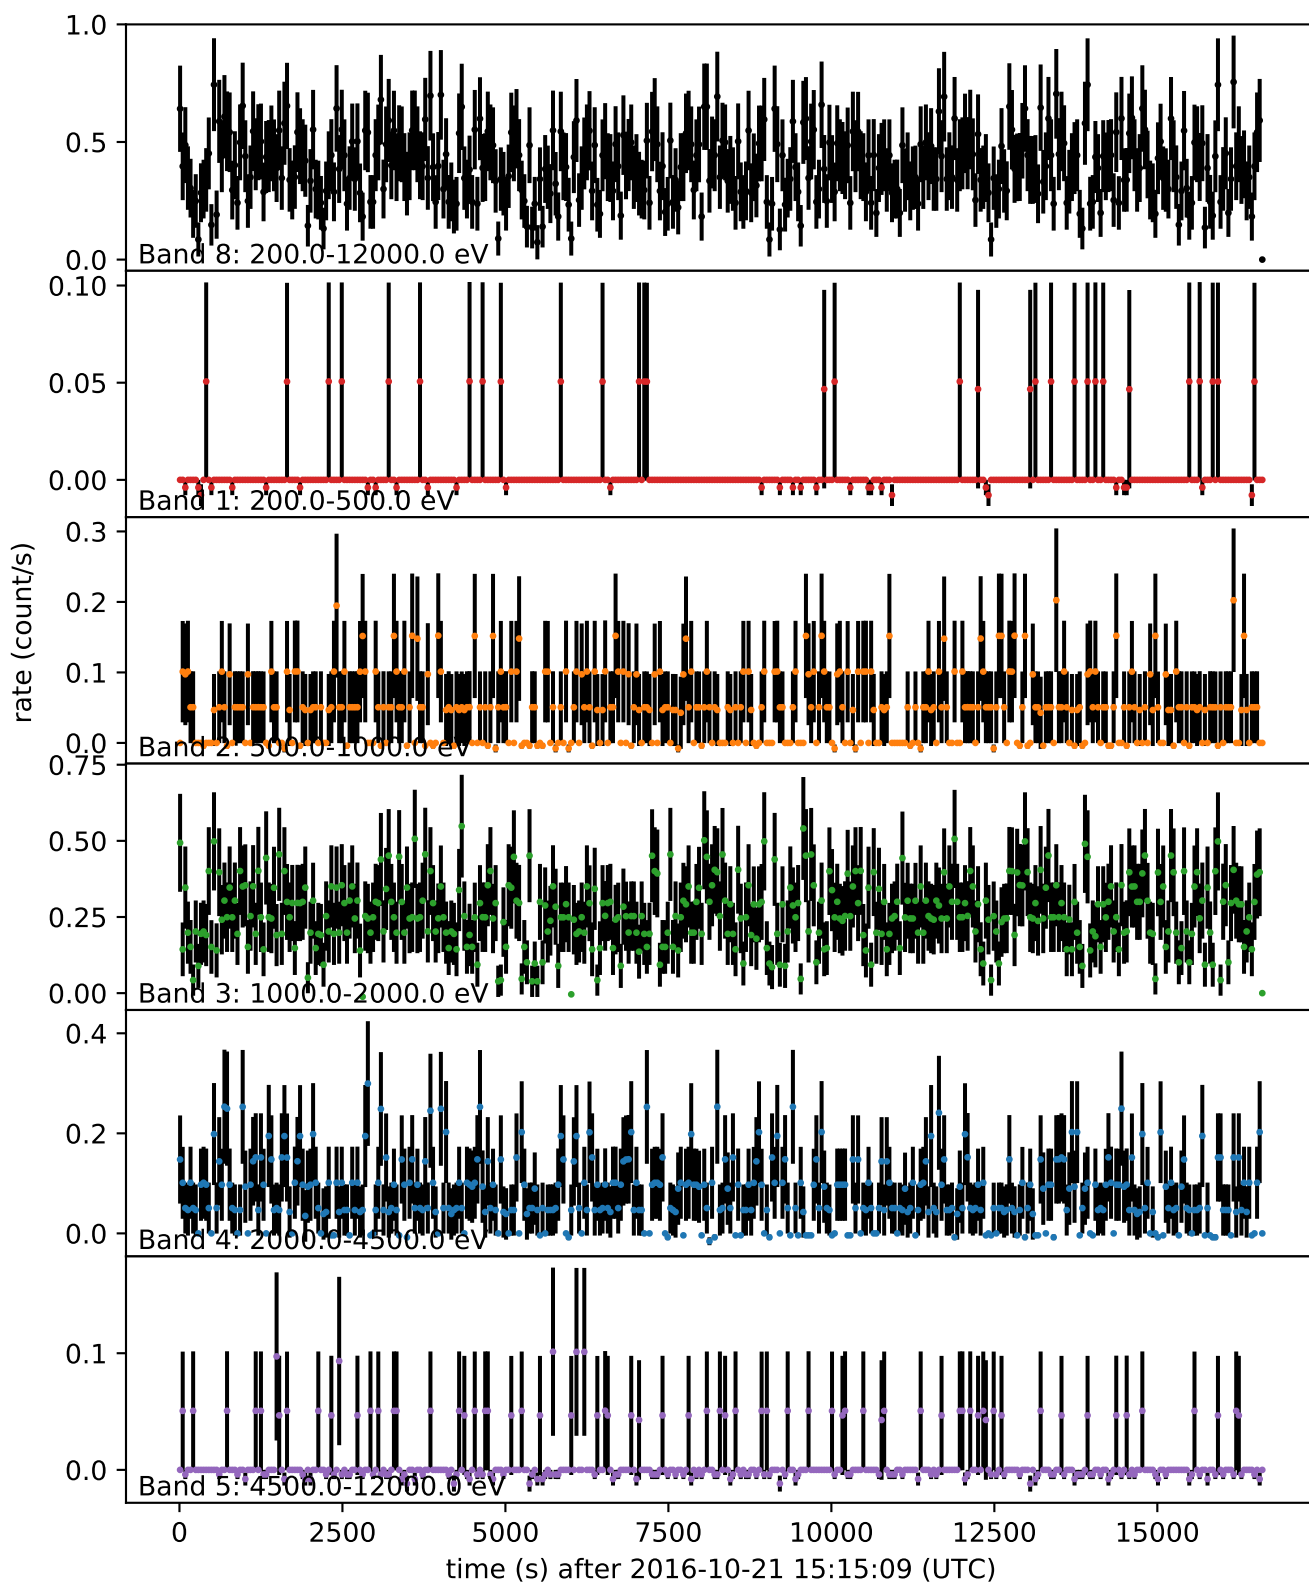 1.0
0.5
0.0
Band 8: 200.0-12000.0 eV
0.10
0.05
0.00
Band 1: 200.0-500.0 eV
0.3
0.2
0.1
0.0
Band 2: 500.0-1000.0 eV
rate (count/s)
0.75
0.50
0.25
0.00
Band 3: 1000.0-2000.0 eV
0.4
0.2
0.0
Band 4: 2000.0-4500.0 eV
0.1
0.0
Band 5: 4500.0-12000.0 eV
0 2500 5000 7500 10000 12500 15000
time (s) after 2016-10-21 15:15:09 (UTC)